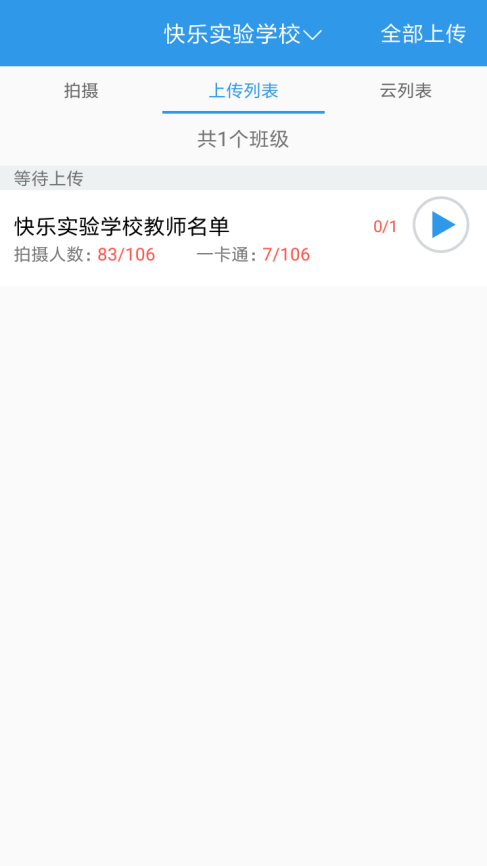 快乐实验学校 全部上传
拍摄 上传列表 云列表
共1个班级
等待上传
快乐实验学校教师名单 0/1
拍摄人数: 83/106 一卡通: 7/106